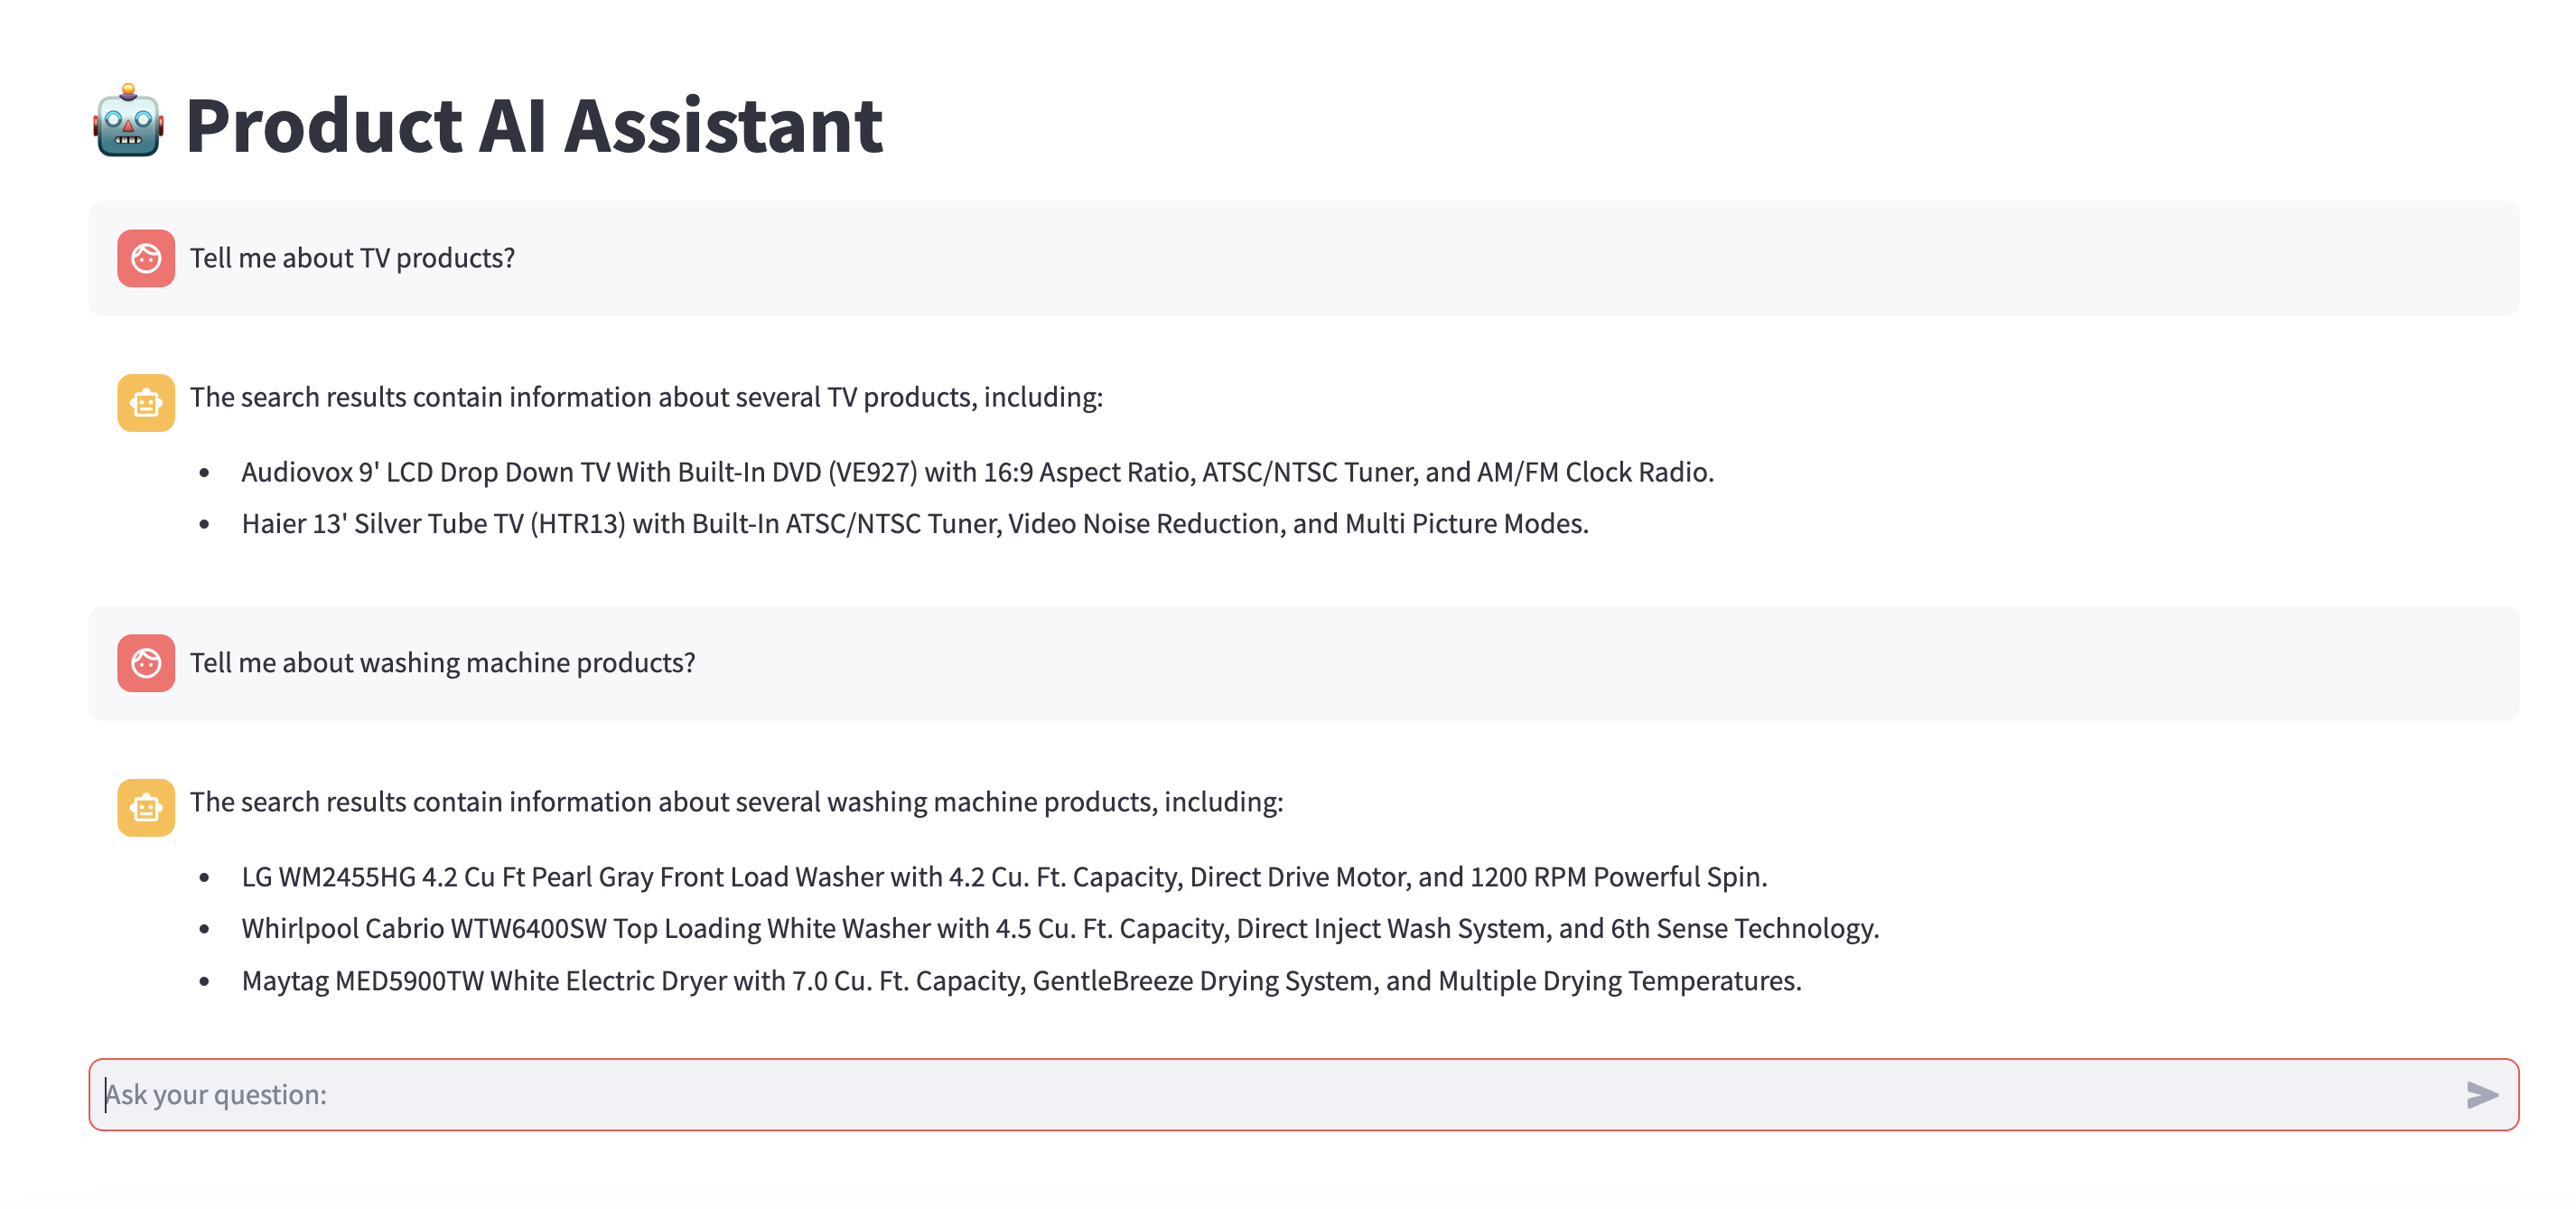 Product AI Assistant
Tell me about TV products?
The search results contain information about several TV products, including:
• Audiovox 9' LCD Drop Down TV With Built-In DVD (VE927) with 16:9 Aspect Ratio, ATSC/NTSC Tuner, and AM/FM Clock Radio.
• Haier 13' Silver Tube TV (HTR13) with Built-In ATSC/NTSC Tuner, Video Noise Reduction, and Multi Picture Modes.
Tell me about washing machine products?
The search results contain information about several washing machine products, including:
• LG WM2455HG 4.2 Cu Ft Pearl Gray Front Load Washer with 4.2 Cu. Ft. Capacity, Direct Drive Motor, and 1200 RPM Powerful Spin.
• Whirlpool Cabrio WTW6400SW Top Loading White Washer with 4.5 Cu. Ft. Capacity, Direct Inject Wash System, and 6th Sense Technology.
• Maytag MED5900TW White Electric Dryer with 7.0 Cu. Ft. Capacity, GentleBreeze Drying System, and Multiple Drying Temperatures.
Ask your question: